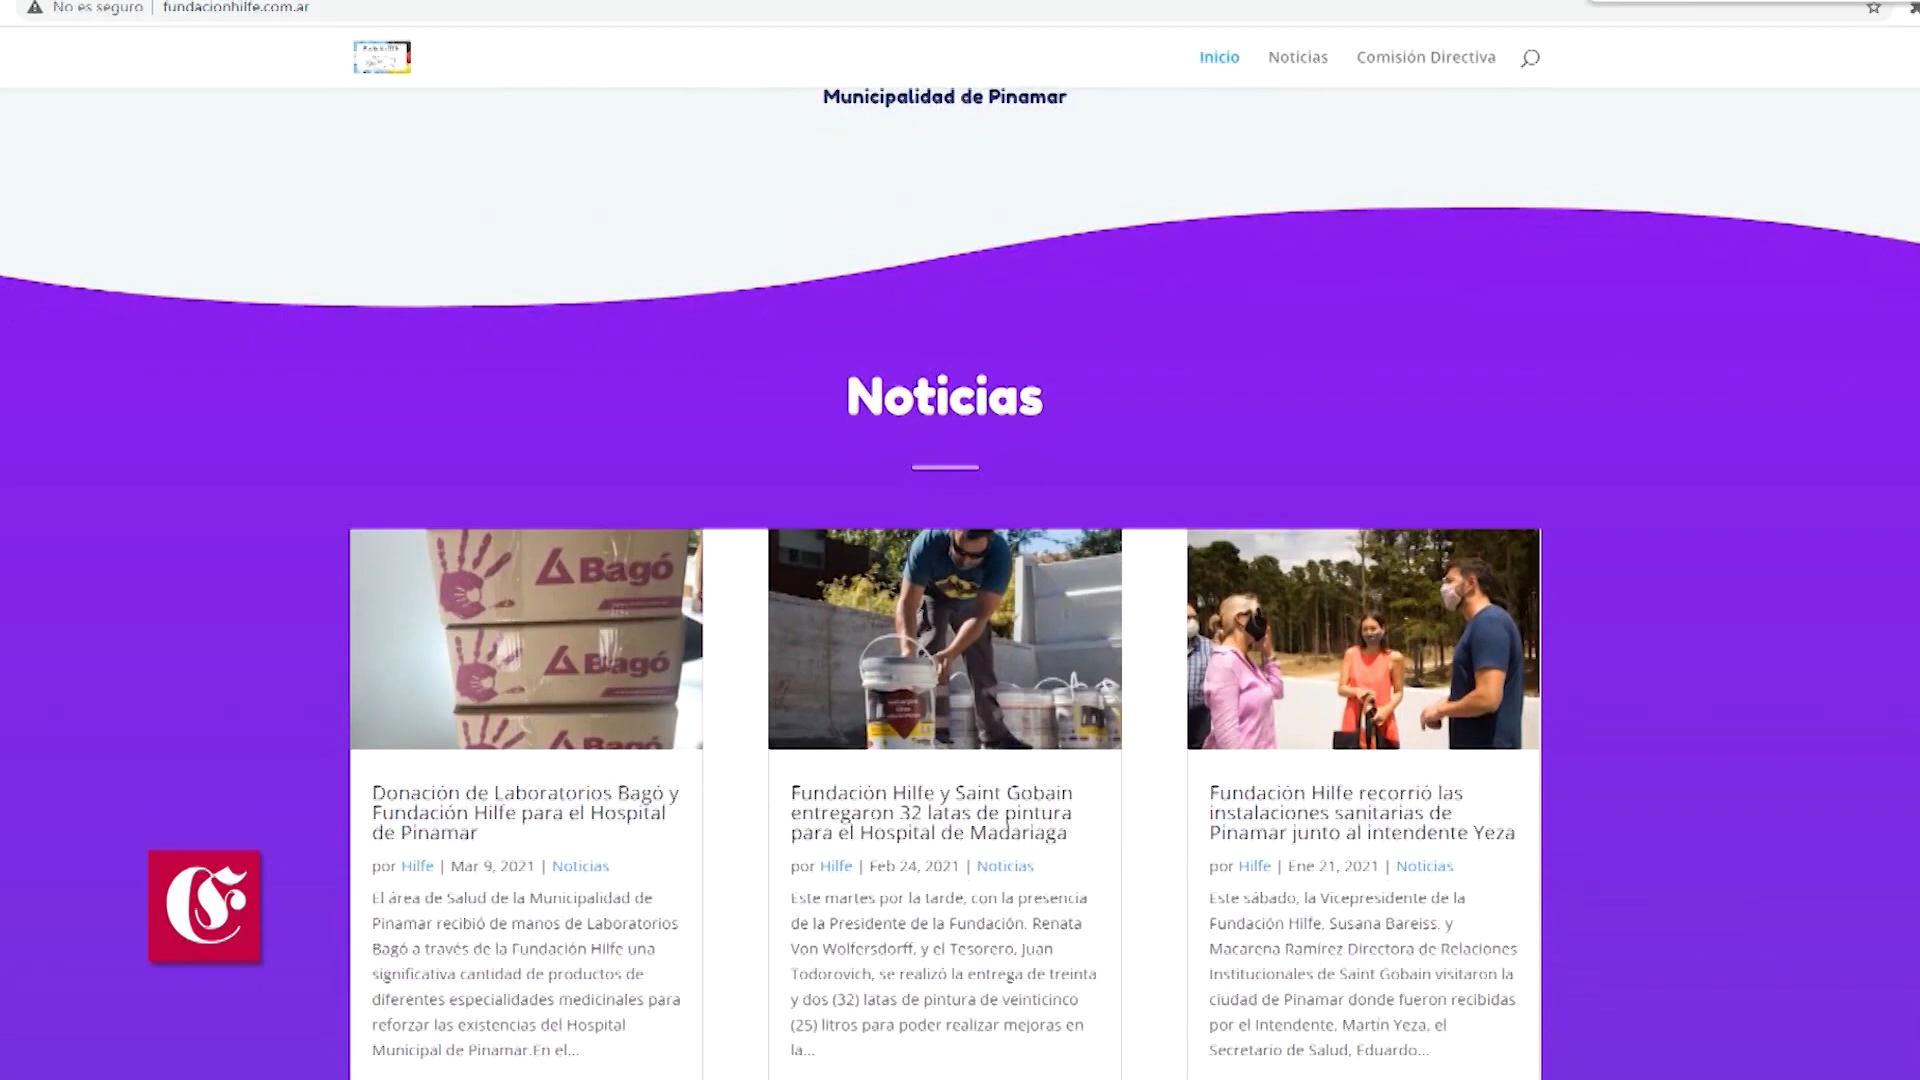 No es seguro | fundacionhilfe.com.ar
Inicio Noticias Comisión Directiva
Municipalidad de Pinamar
Noticias
Bagó
Bagó
Bagó
Donación de Laboratorios Bagó y
Fundación Hilfe para el Hospital
de Pinamar
por Hilfe | Mar 9, 2021 | Noticias
El área de Salud de la Municipalidad de
Pinamar recibió de manos de Laboratorios
Bagó a través de la Fundación Hilfe una
significativa cantidad de productos de
diferentes especialidades medicinales para
reforzar las existencias del Hospital
Municipal de Pinamar.En el...
Fundación Hilfe y Saint Gobain
entregaron 32 latas de pintura
para el Hospital de Madariaga
por Hilfe | Feb 24, 2021 | Noticias
Este martes por la tarde, con la presencia
de la Presidente de la Fundación. Renata
Von Wolfersdorff, y el Tesorero, Juan
Todorovich, se realizó la entrega de treinta
y dos (32) latas de pintura de veinticinco
(25) litros para poder realizar mejoras en
la...
Fundación Hilfe recorrió las
instalaciones sanitarias de
Pinamar junto al intendente Yeza
por Hilfe | Ene 21, 2021 | Noticias
Este sábado, la Vicepresidente de la
Fundación Hilfe, Susana Bareiss, y
Macarena Ramírez Directora de Relaciones
Institucionales de Saint Gobain visitaron la
ciudad de Pinamar donde fueron recibidas
por el Intendente, Martín Yeza, el
Secretario de Salud, Eduardo...